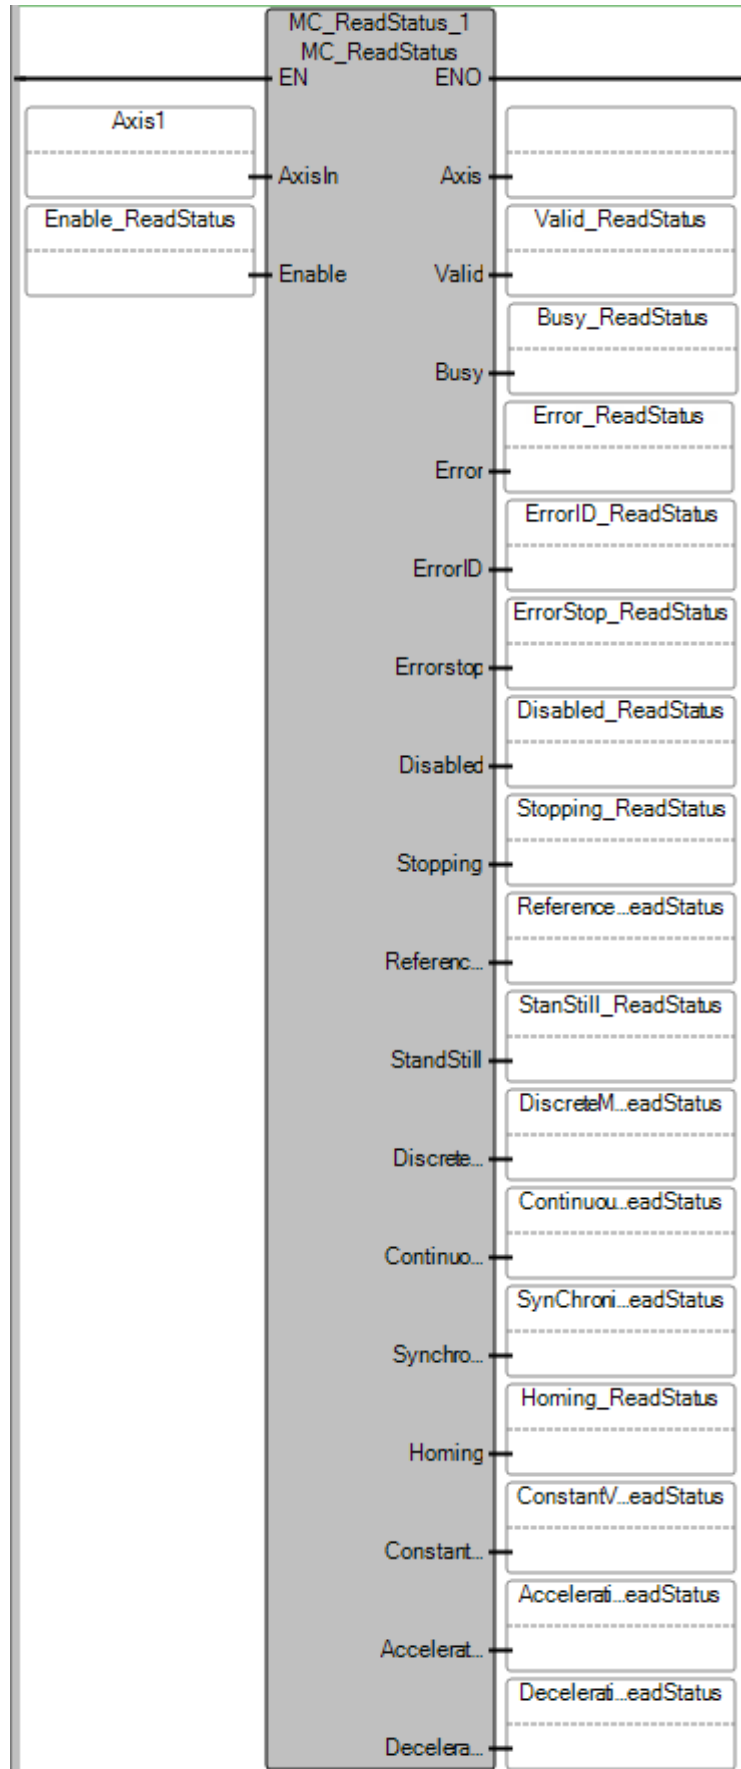 MC_ReadStatus_1
MC_ReadStatus
EN ENO
Axis1
AxisIn Axis
Enable_ReadStatus Valid_ReadStatus
Enable Valid
Busy_ReadStatus
Busy
Error_ReadStatus
Error
ErrorID_ReadStatus
ErrorID
ErrorStop_ReadStatus
Errorstop
Disabled_ReadStatus
Disabled
Stopping_ReadStatus
Stopping
Reference...eadStatus
Referenc...
StanStill_ReadStatus
StandStill
DiscreteM...eadStatus
Discrete...
Continuou...eadStatus
Continuo...
SynChroni...eadStatus
Synchro...
Homing_ReadStatus
Homing
ConstantV...eadStatus
Constant...
Accelerati...eadStatus
Accelerat...
Decelerati...eadStatus
Decelera...